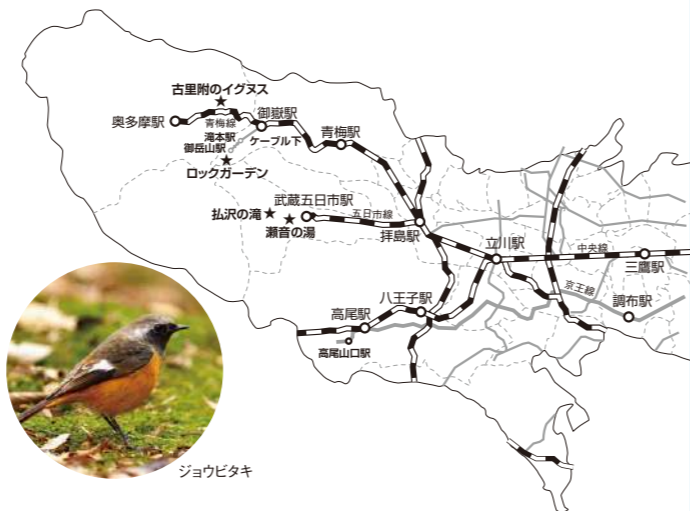 古里附のイグヌス
奥多摩駅
青梅線
御嶽駅
滝本駅
ケーブル下
御岳山駅
青梅駅
ロックガーデン
武蔵五日市駅
払沢の滝
五日市線
瀬音の湯
拝島駅
立川駅
中央線
三鷹駅
京王線
八王子駅
調布駅
高尾駅
高尾山口駅
ジョウビタキ